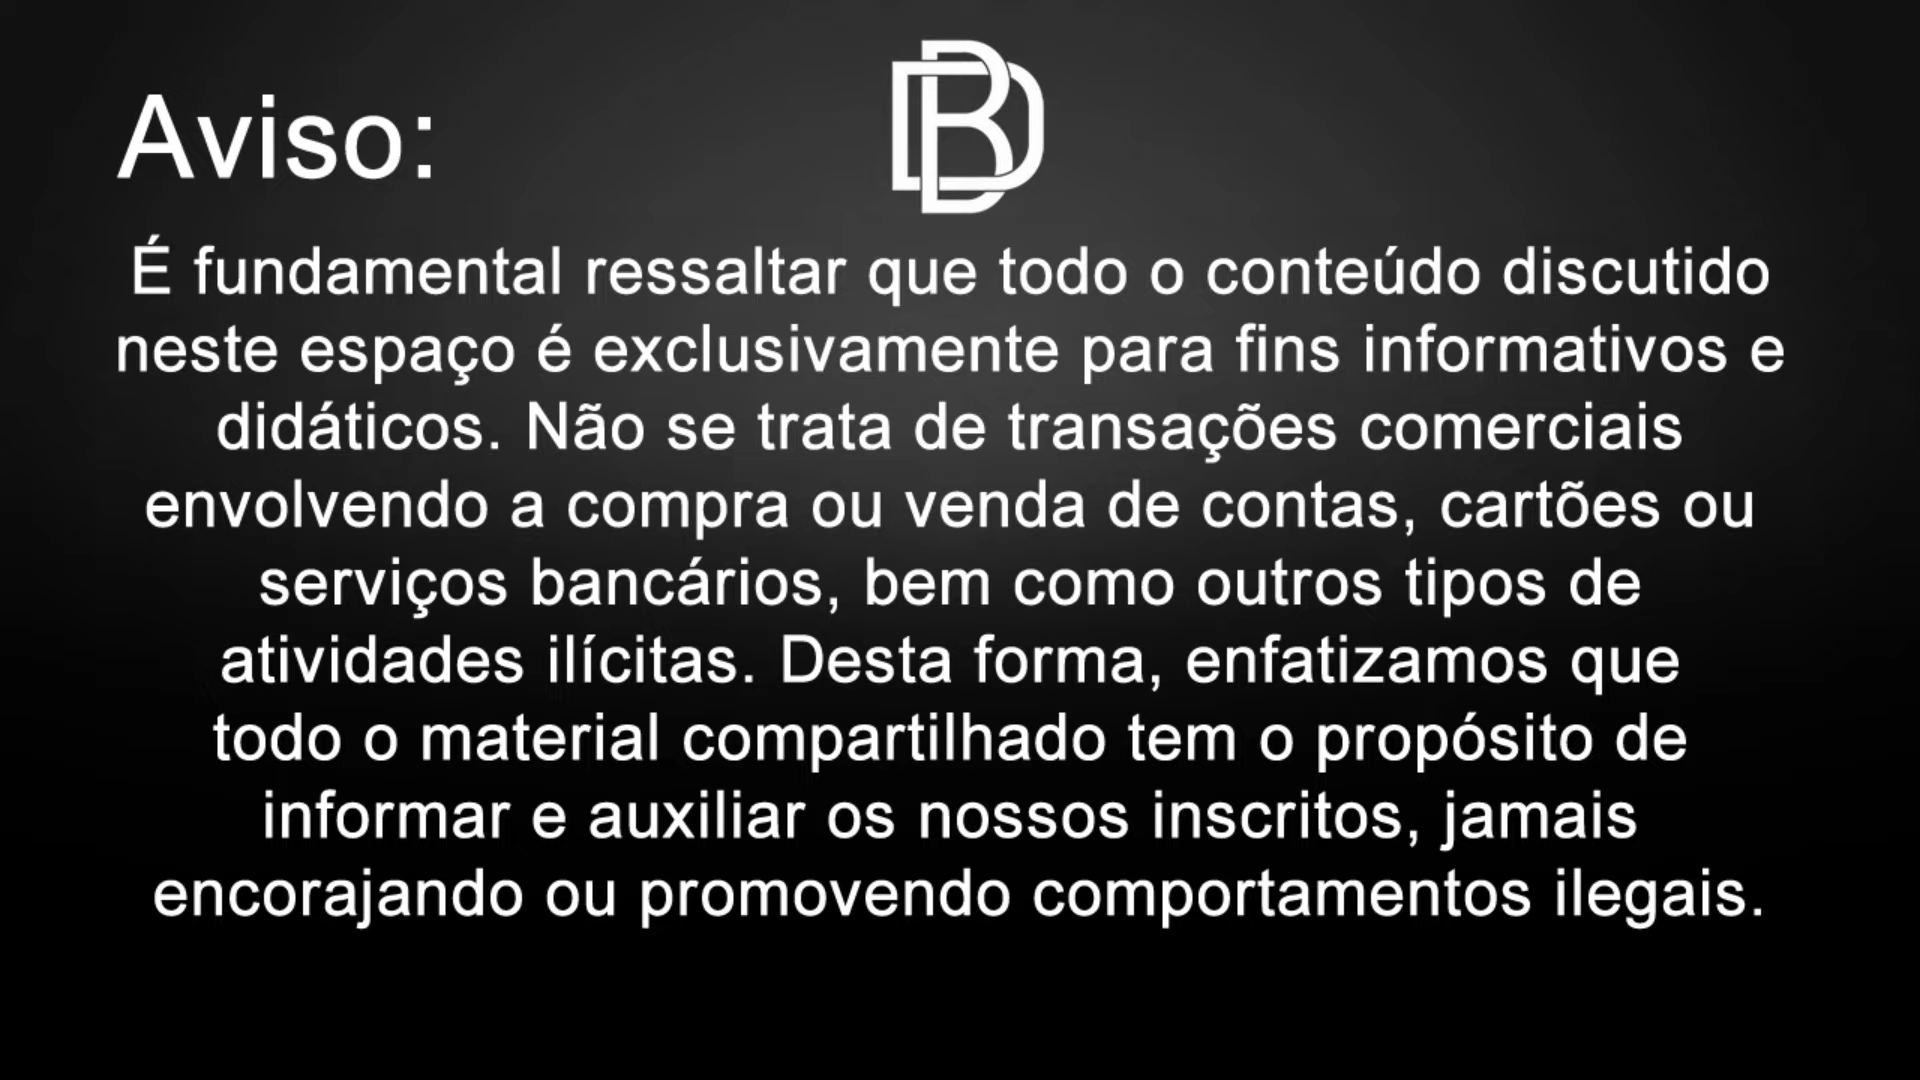 BD
Aviso:
É fundamental ressaltar que todo o conteúdo discutido
neste espaço é exclusivamente para fins informativos e
didáticos. Não se trata de transações comerciais
envolvendo a compra ou venda de contas, cartões ou
serviços bancários, bem como outros tipos de
atividades ilícitas. Desta forma, enfatizamos que
todo o material compartilhado tem o propósito de
informar e auxiliar os nossos inscritos, jamais
encorajando ou promovendo comportamentos ilegais.